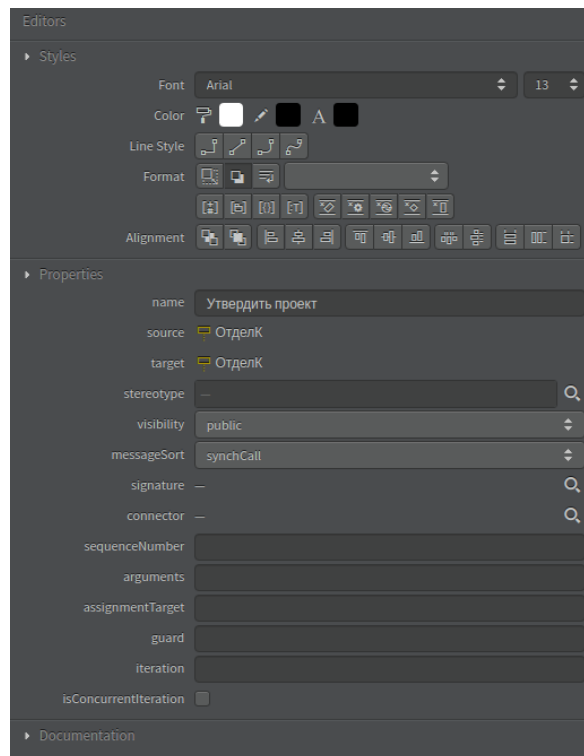 Editors
Styles
Font Arial 13
Color A
Line Style
Format
Alignment
Properties
name Утвердить проект
source ОтделК
target ОтделК
stereotype —
visibility public
messageSort synchCall
signature —
connector —
sequenceNumber
arguments
assignmentTarget
guard
iteration
isConcurrentIteration
Documentation